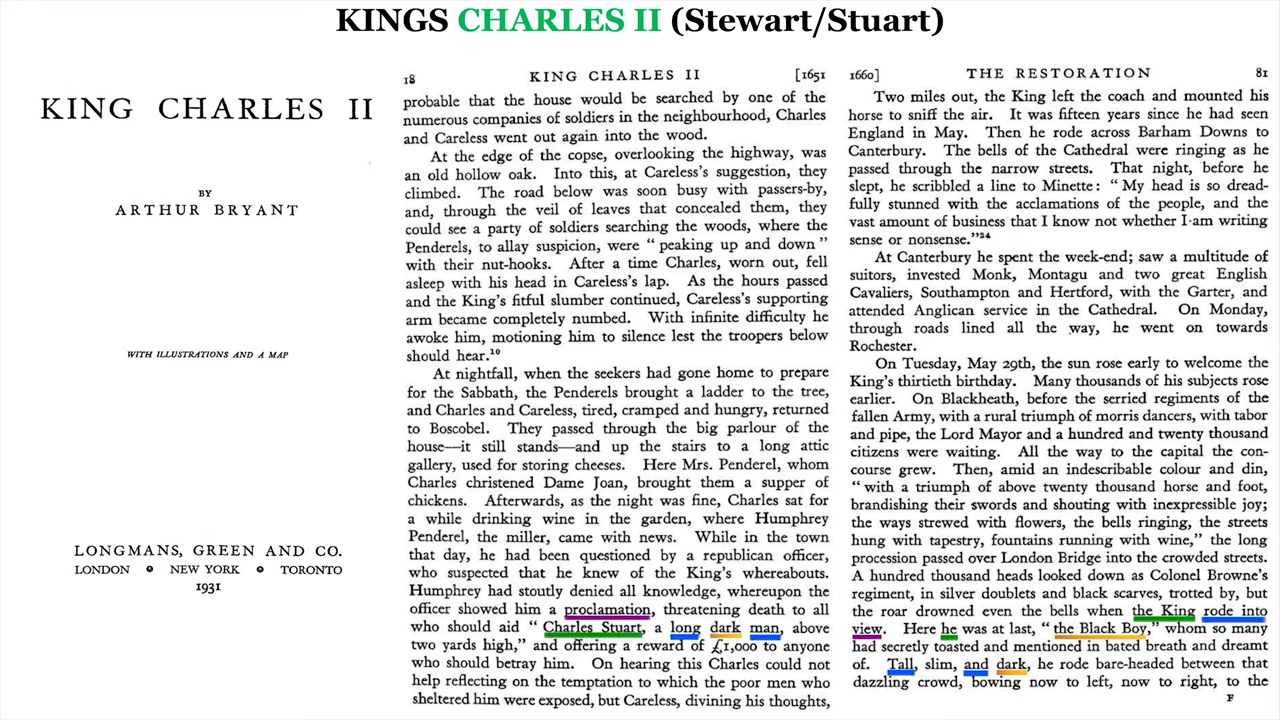 KINGS CHARLES II (Stewart/Stuart)
KING CHARLES II
BY
ARTHUR BRYANT
WITH ILLUSTRATIONS AND A MAP
LONGMANS, GREEN AND CO.
LONDON • NEW YORK • TORONTO
1931
18 KING CHARLES II [1651
probable that the house would be searched by one of the
numerous companies of soldiers in the neighbourhood, Charles
and Careless went out again into the wood.
At the edge of the copse, overlooking the highway, was
an old hollow oak. Into this, at Careless's suggestion, they
climbed. The road below was soon busy with passers-by,
and, through the veil of leaves that concealed them, they
could see a party of soldiers searching the woods, where the
Penderels, to allay suspicion, were " peaking up and down "
with their nut-hooks. After a time Charles, worn out, fell
asleep with his head in Careless's lap. As the hours passed
and the King's fitful slumber continued, Careless's supporting
arm became completely numbed. With infinite difficulty he
awoke him, motioning him to silence lest the troopers below
should hear.¹⁰
At nightfall, when the seekers had gone home to prepare
for the Sabbath, the Penderels brought a ladder to the tree,
and Charles and Careless, tired, cramped and hungry, returned
to Boscobel. They passed through the big parlour of the
house—it still stands—and up the stairs to a long attic
gallery, used for storing cheeses. Here Mrs. Penderel, whom
Charles christened Dame Joan, brought them a supper of
chickens. Afterwards, as the night was fine, Charles sat for
a while drinking wine in the garden, where Humphrey
Penderel, the miller, came with news. While in the town
that day, he had been questioned by a republican officer,
who suspected that he knew of the King's whereabouts.
Humphrey had stoutly denied all knowledge, whereupon the
officer showed him a proclamation, threatening death to all
who should aid " Charles Stuart, a long dark man, above
two yards high," and offering a reward of £1,000 to anyone
who should betray him. On hearing this Charles could not
help reflecting on the temptation to which the poor men who
sheltered him were exposed, but Careless, divining his thoughts,
1660] THE RESTORATION 81
Two miles out, the King left the coach and mounted his
horse to sniff the air. It was fifteen years since he had seen
England in May. Then he rode across Barham Downs to
Canterbury. The bells of the Cathedral were ringing as he
passed through the narrow streets. That night, before he
slept, he scribbled a line to Minette: " My head is so dread-
fully stunned with the acclamations of the people, and the
vast amount of business that I know not whether I am writing
sense or nonsense."²⁴
At Canterbury he spent the week-end; saw a multitude of
suitors, invested Monk, Montagu and two great English
Cavaliers, Southampton and Hertford, with the Garter, and
attended Anglican service in the Cathedral. On Monday,
through roads lined all the way, he went on towards
Rochester.
On Tuesday, May 29th, the sun rose early to welcome the
King's thirtieth birthday. Many thousands of his subjects rose
earlier. On Blackheath, before the serried regiments of the
fallen Army, with a rural triumph of morris dancers, with tabor
and pipe, the Lord Mayor and a hundred and twenty thousand
citizens were waiting. All the way to the capital the con-
course grew. Then, amid an indescribable colour and din,
" with a triumph of above twenty thousand horse and foot,
brandishing their swords and shouting with inexpressible joy;
the ways strewed with flowers, the bells ringing, the streets
hung with tapestry, fountains running with wine," the long
procession passed over London Bridge into the crowded streets.
A hundred thousand heads looked down as Colonel Browne's
regiment, in silver doublets and black scarves, trotted by, but
the roar drowned even the bells when the King rode into
view. Here he was at last, " the Black Boy," whom so many
had secretly toasted and mentioned in bated breath and dreamt
of. Tall, slim, and dark, he rode bare-headed between that
dazzling crowd, bowing now to left, now to right, to the
F